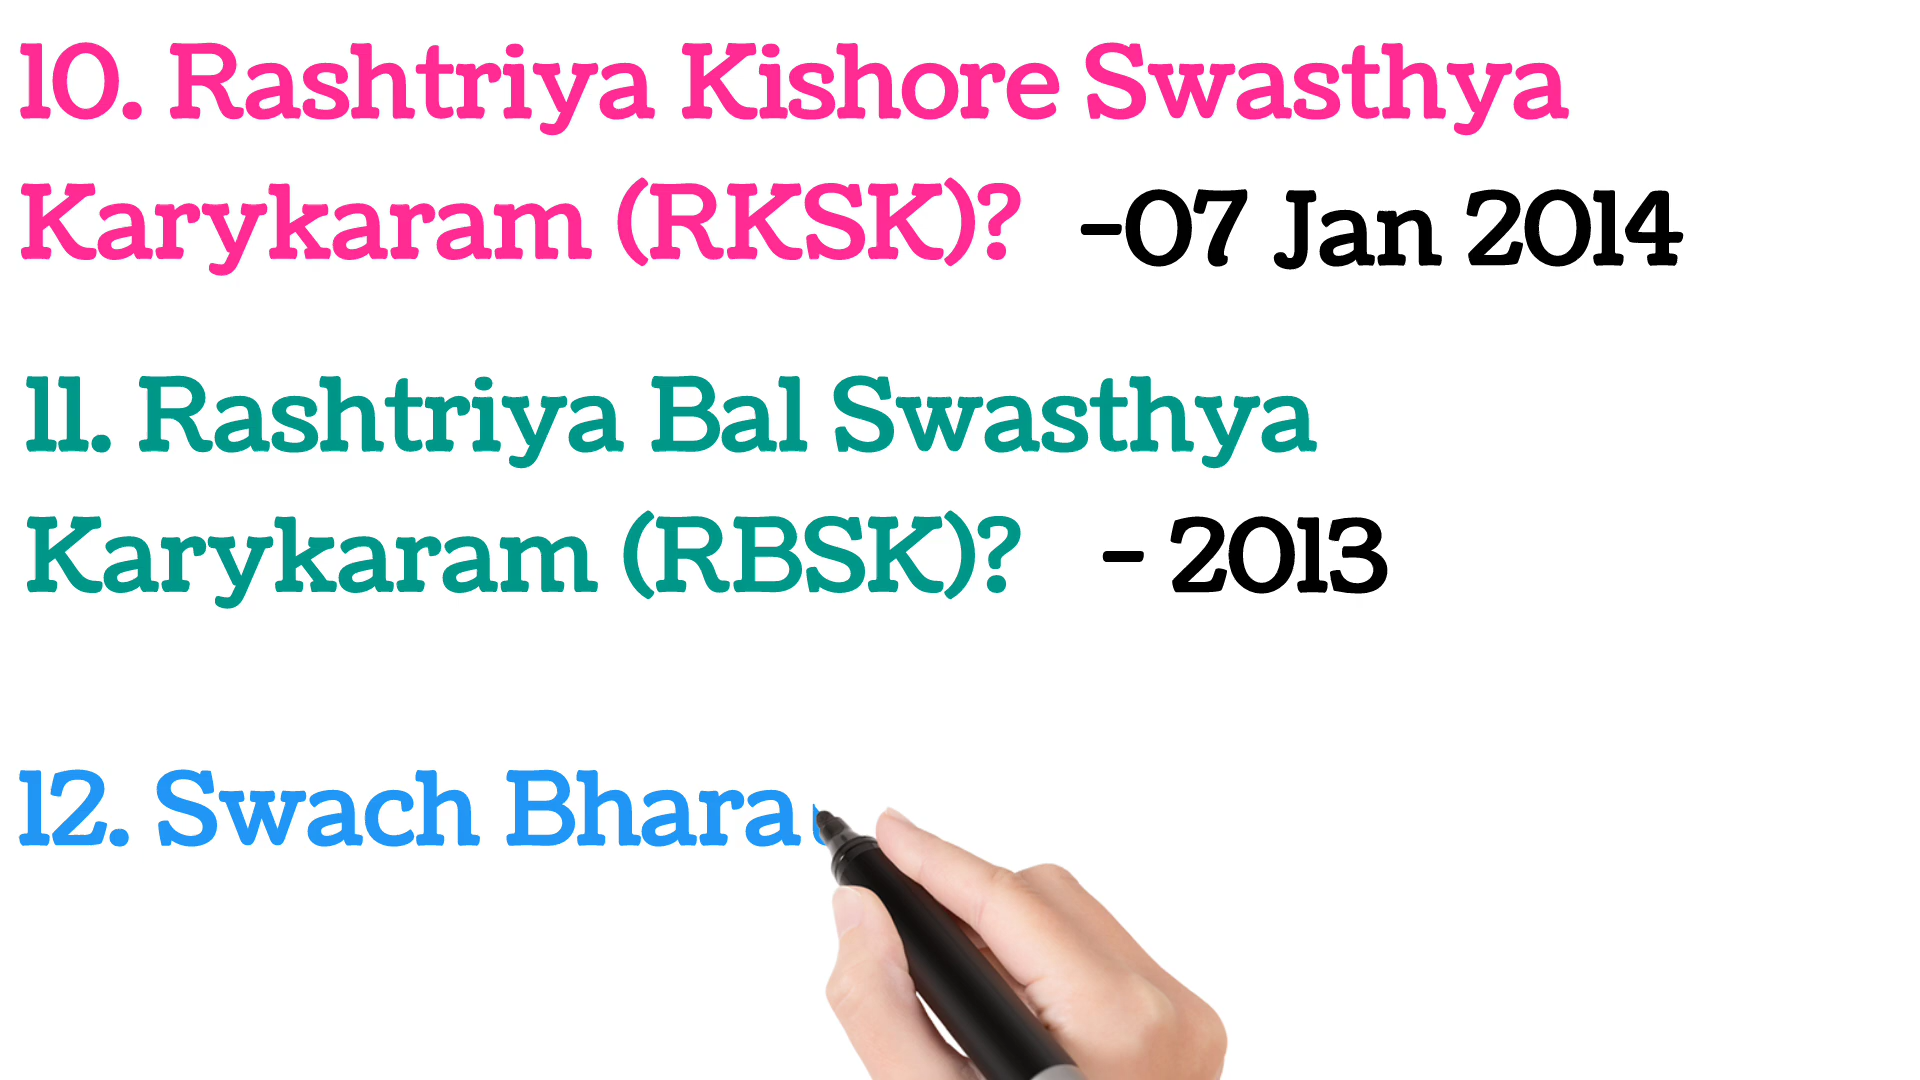 10. Rashtriya Kishore Swasthya
Karykaram (RKSK)? -07 Jan 2014
11. Rashtriya Bal Swasthya
Karykaram (RBSK)? - 2013
12. Swach Bhara